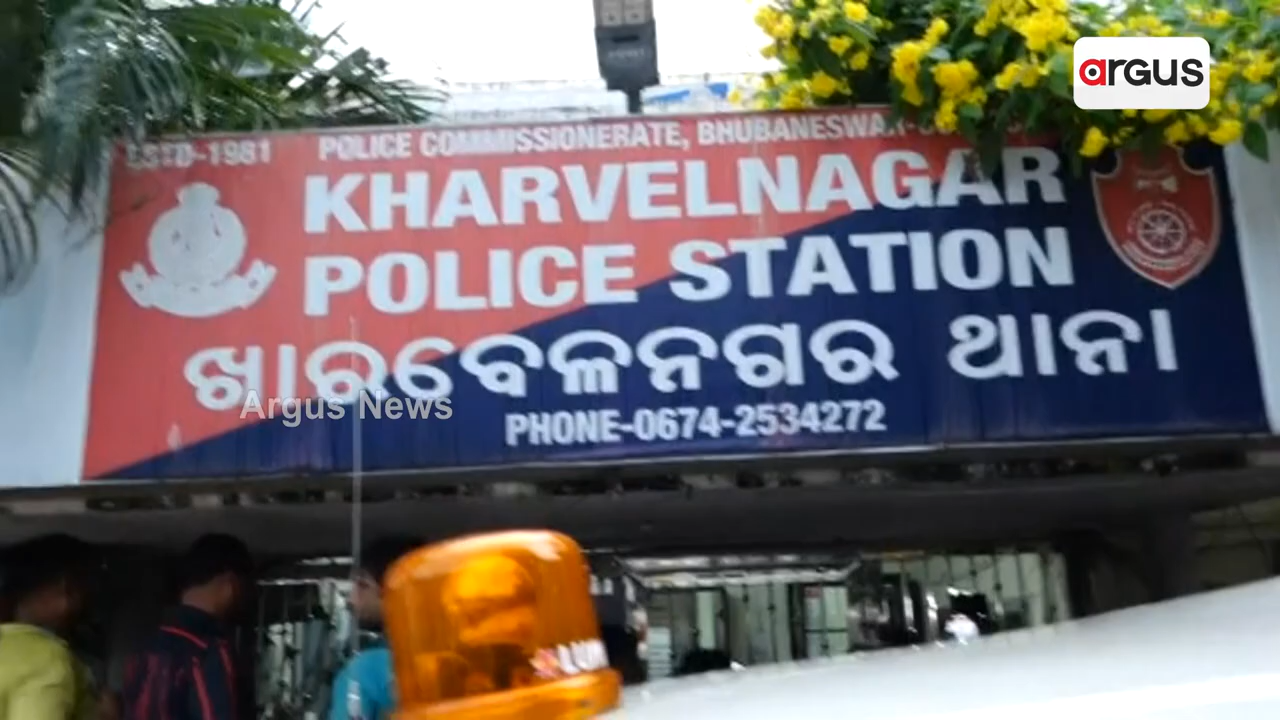 argus
ESTD-1981 POLICE COMMISSIONERATE, BHUBANESWAR-
KHARVELNAGAR
POLICE STATION
ଖାରବେଳନଗର ଥାନା
Argus News
PHONE-0674-2534272